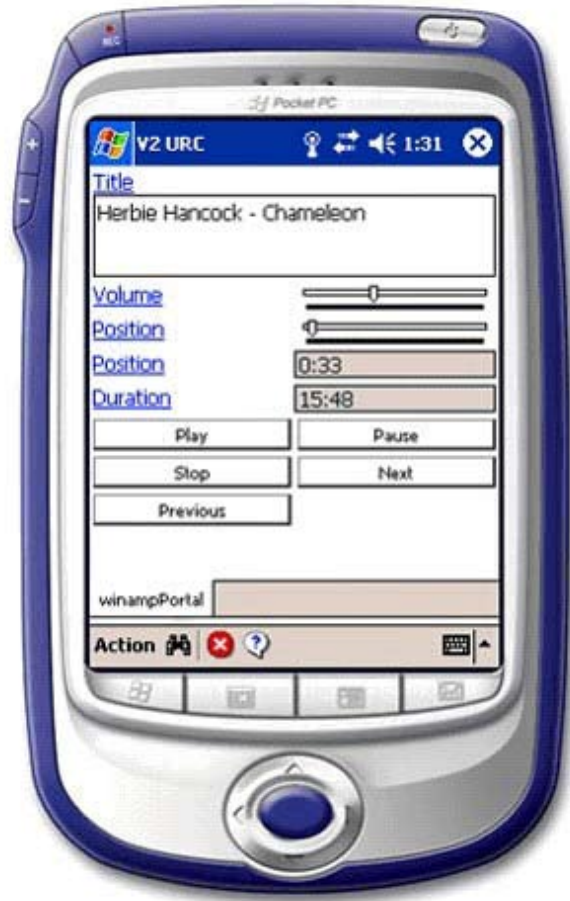 REC
Pocket PC
V2 URC 1:31
Title
Herbie Hancock - Chameleon
Volume
Position
Position 0:33
Duration 15:48
Play Pause
Stop Next
Previous
winampPortal
Action